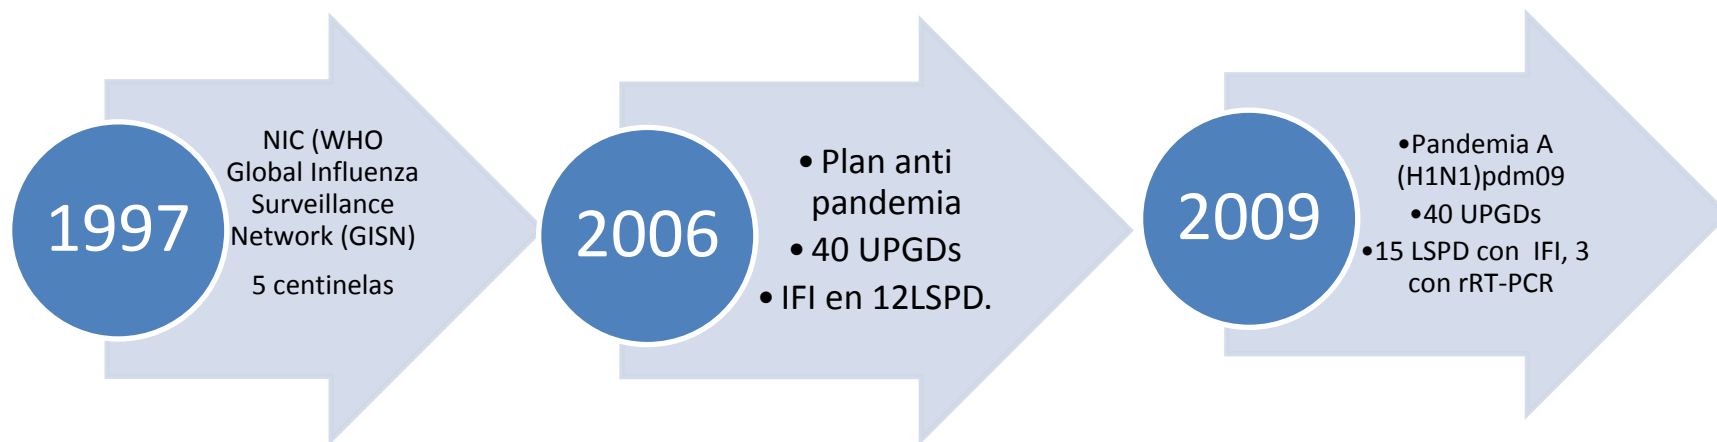 1997
NIC (WHO
Global Influenza
Surveillance
Network (GISN)
5 centinelas
2006
• Plan anti
pandemia
• 40 UPGDs
• IFI en 12LSPD.
2009
•Pandemia A
(H1N1)pdm09
•40 UPGDs
•15 LSPD con  IFI, 3
con rRT-PCR